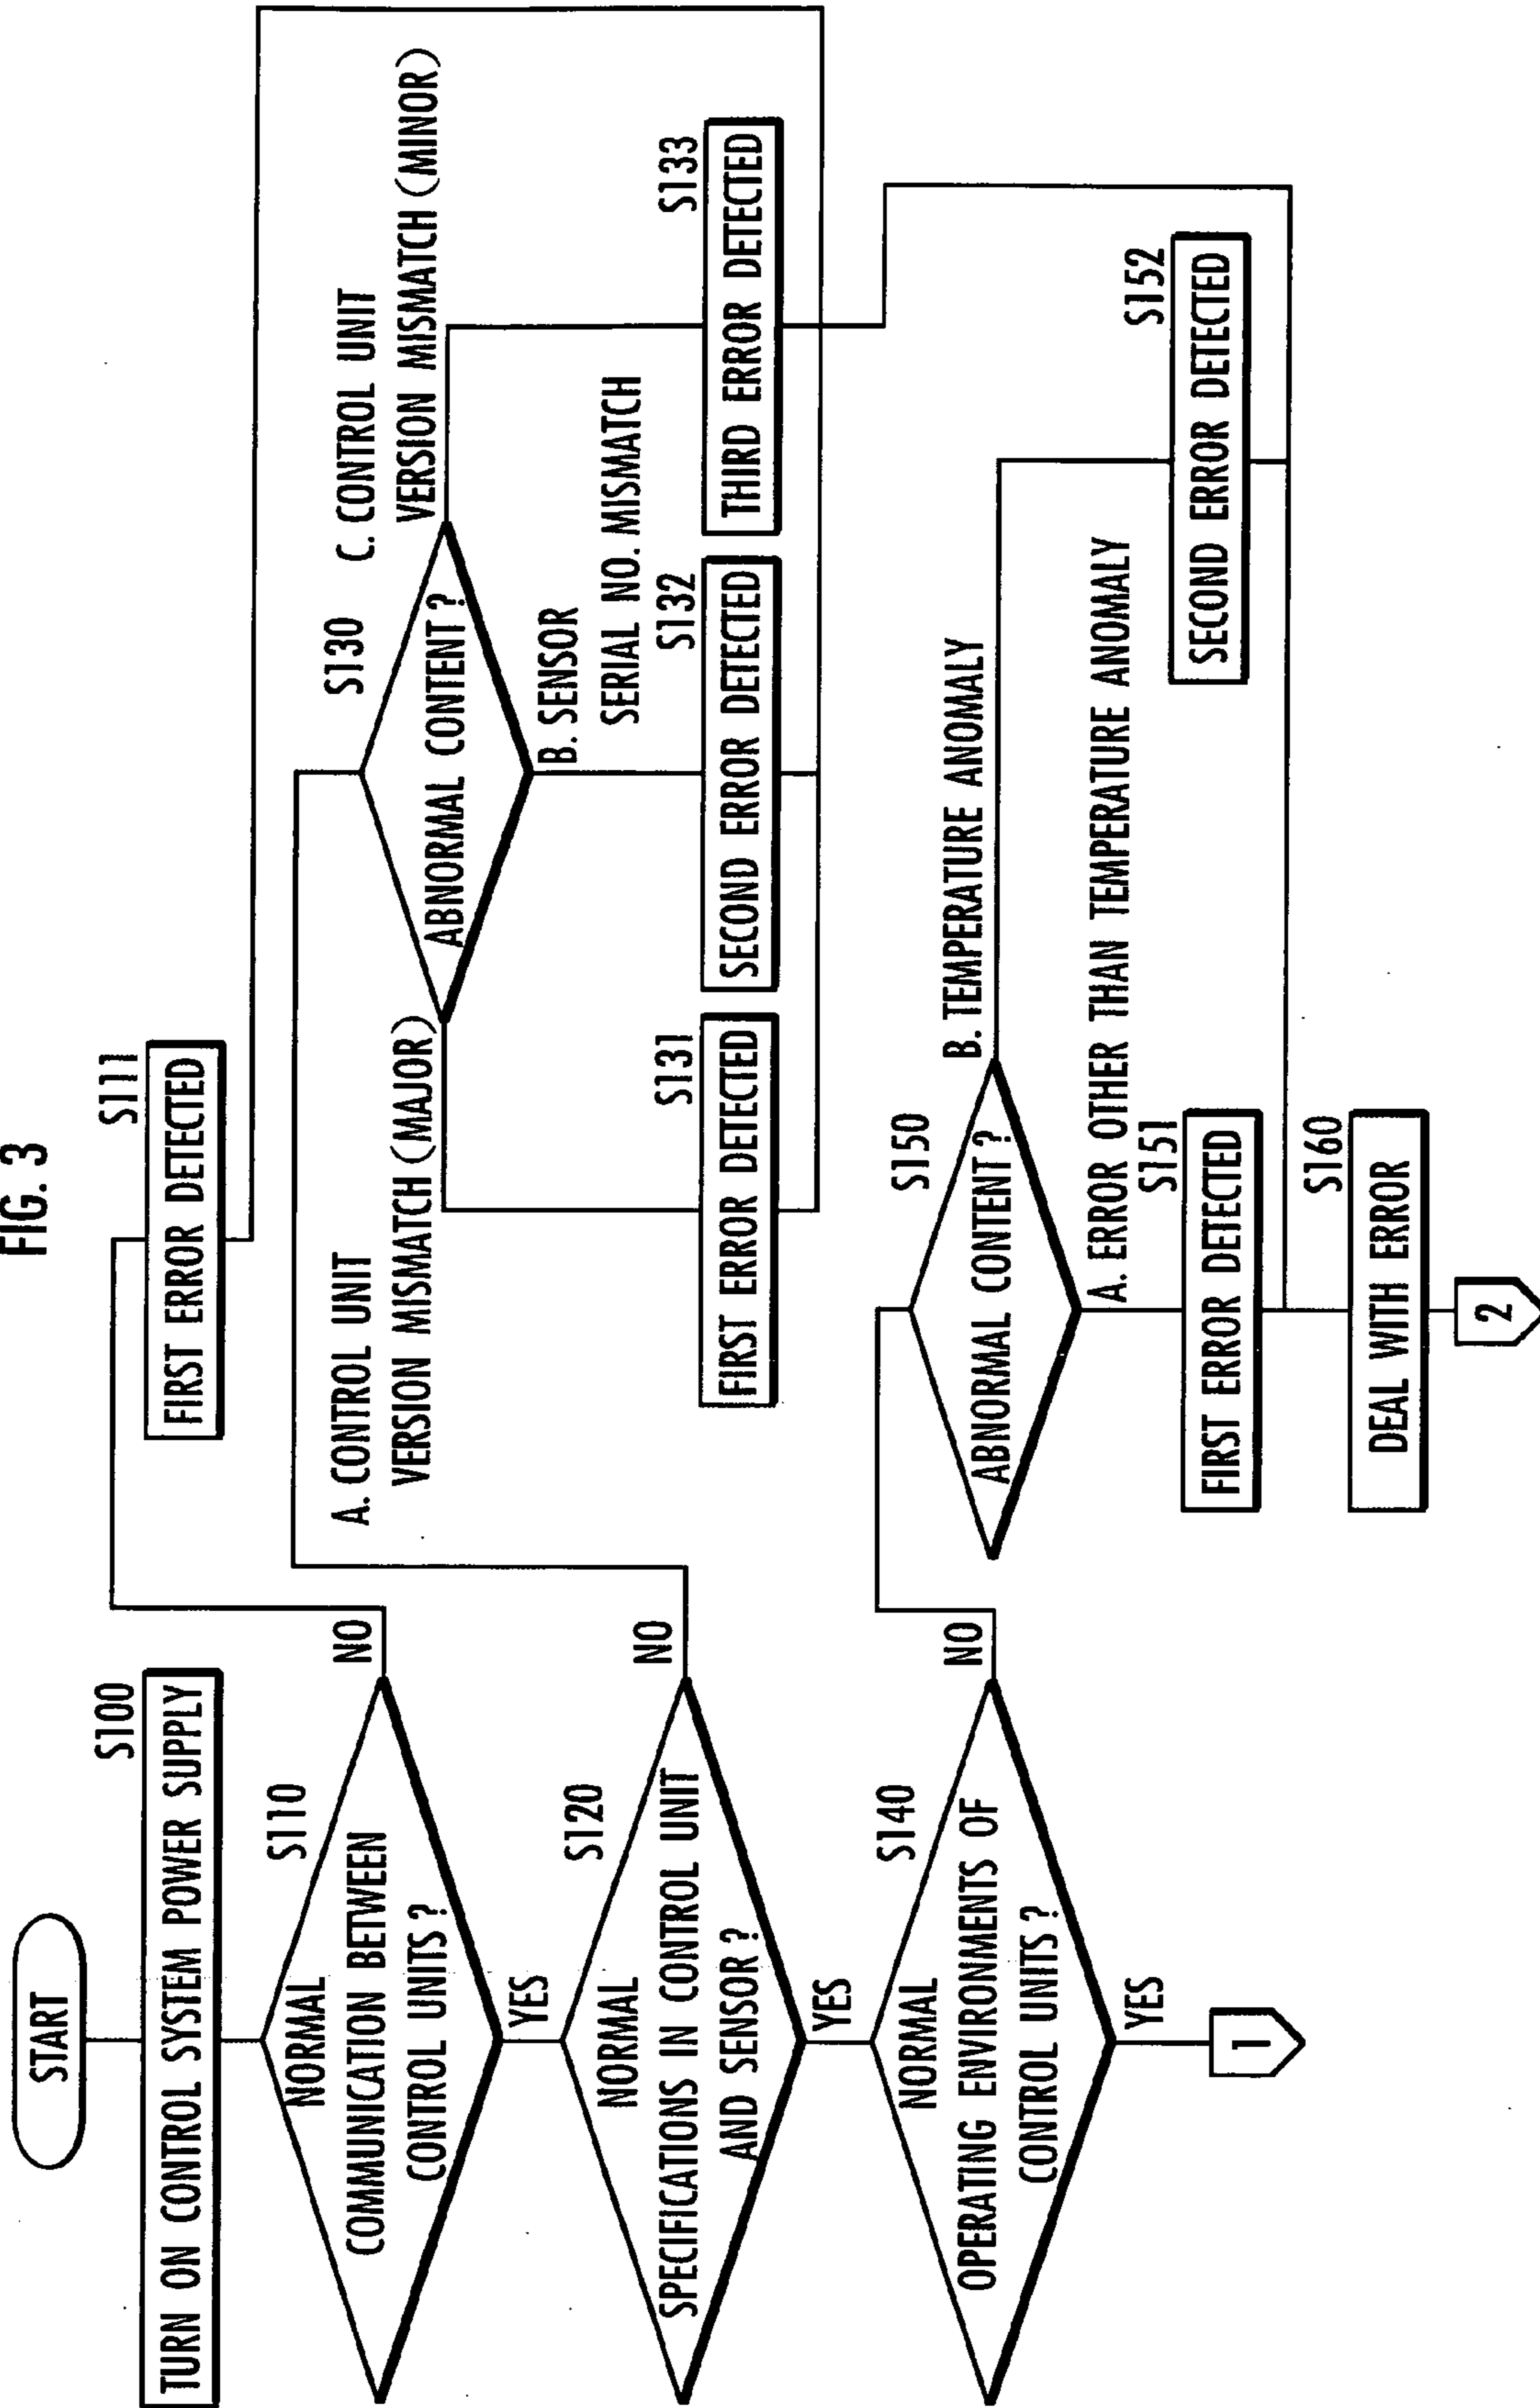 FIG. 3
START
S100
TURN ON CONTROL SYSTEM POWER SUPPLY
S110
NORMAL
COMMUNICATION BETWEEN
CONTROL UNITS?
NO
YES
S111
FIRST ERROR DETECTED
S120
NORMAL
SPECIFICATIONS IN CONTROL UNIT
AND SENSOR?
NO
YES
S130
ABNORMAL CONTENT?
A. CONTROL UNIT
VERSION MISMATCH (MAJOR)
B. SENSOR
SERIAL NO. MISMATCH
C. CONTROL UNIT
VERSION MISMATCH (MINOR)
S131
FIRST ERROR DETECTED
S132
SECOND ERROR DETECTED
S133
THIRD ERROR DETECTED
S140
NORMAL
OPERATING ENVIRONMENTS OF
CONTROL UNITS?
NO
YES
1
S150
ABNORMAL CONTENT?
B. TEMPERATURE ANOMALY
A. ERROR OTHER THAN TEMPERATURE ANOMALY
S151
FIRST ERROR DETECTED
S152
SECOND ERROR DETECTED
S160
DEAL WITH ERROR
2